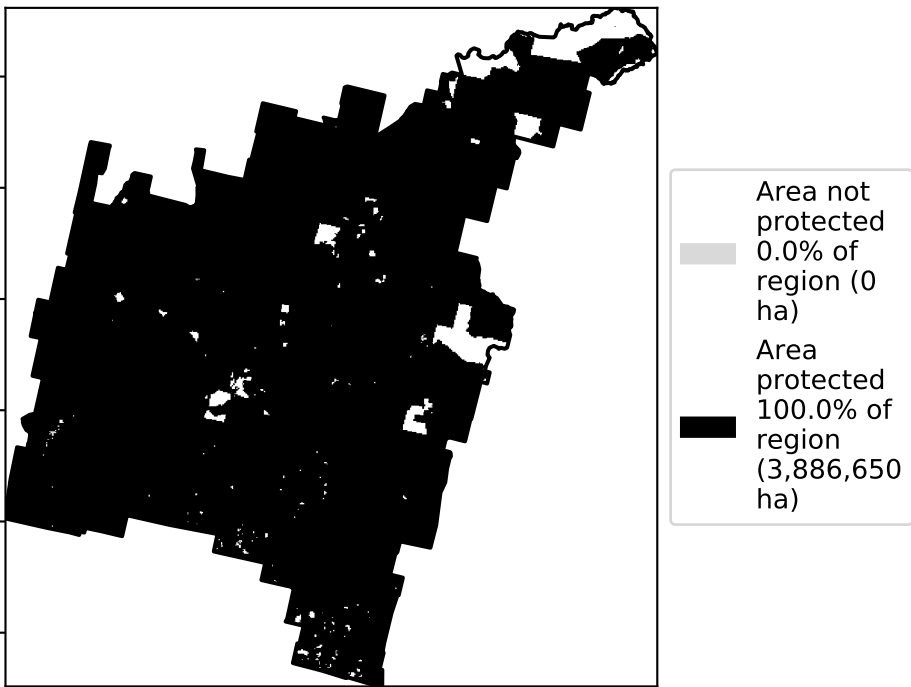 Area not
protected
0.0% of
region (0
ha)
Area
protected
100.0% of
region
(3,886,650
ha)